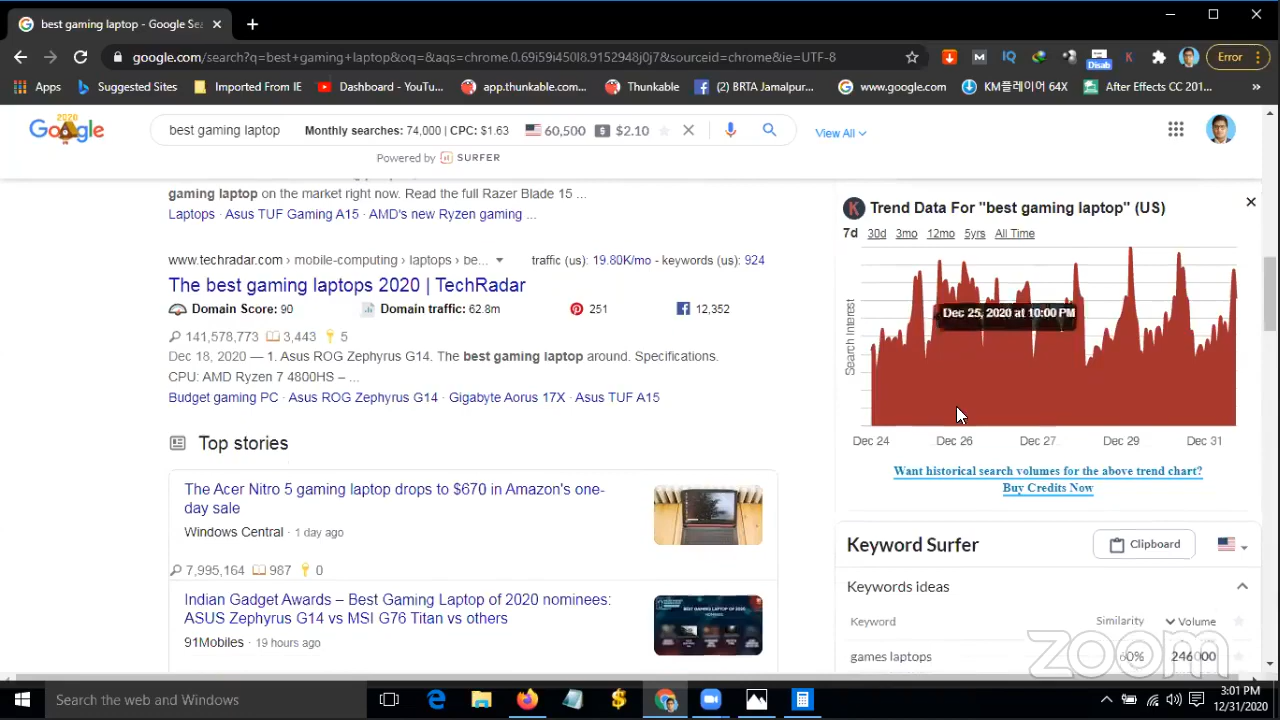 best gaming laptop - Google Sea
google.com/search?q=best+gaming+laptop&oq=&aqs=chrome.0.69i59i450l8.9152948j0j7&sourceid=chrome&ie=UTF-8
Disab
Error
Apps
Suggested Sites
Imported From IE
Dashboard - YouTu...
app.thunkable.com...
Thunkable
(2) BRTA Jamalpur...
www.google.com
KM플레이어 64X
After Effects CC 201...
2020
Google
best gaming laptop
Monthly searches: 74,000 | CPC: $1.63
60,500
$2.10
View All
Powered by SURFER
gaming laptop on the market right now. Read the full Razer Blade 15 ...
Laptops · Asus TUF Gaming A15 · AMD's new Ryzen gaming ...
www.techradar.com › mobile-computing › laptops › be...
traffic (us): 19.80K/mo - keywords (us): 924
The best gaming laptops 2020 | TechRadar
Domain Score: 90
Domain traffic: 62.8m
251
12,352
141,578,773
3,443
5
Dec 18, 2020 — 1. Asus ROG Zephyrus G14. The best gaming laptop around. Specifications.
CPU: AMD Ryzen 7 4800HS – ...
Budget gaming PC · Asus ROG Zephyrus G14 · Gigabyte Aorus 17X · Asus TUF A15
Top stories
The Acer Nitro 5 gaming laptop drops to $670 in Amazon's one-
day sale
Windows Central · 1 day ago
7,995,164
987
0
Indian Gadget Awards – Best Gaming Laptop of 2020 nominees:
ASUS Zephyrus G14 vs MSI G76 Titan vs others
91Mobiles · 19 hours ago
K
Trend Data For "best gaming laptop" (US)
7d 30d 3mo 12mo 5yrs All Time
Search Interest
Dec 25, 2020 at 10:00 PM
Dec 24
Dec 26
Dec 27
Dec 29
Dec 31
Want historical search volumes for the above trend chart?
Buy Credits Now
Keyword Surfer
Clipboard
Keywords ideas
Keyword
Similarity
Volume
games laptops
60%
246000
zoom
Search the web and Windows
3:01 PM
12/31/2020